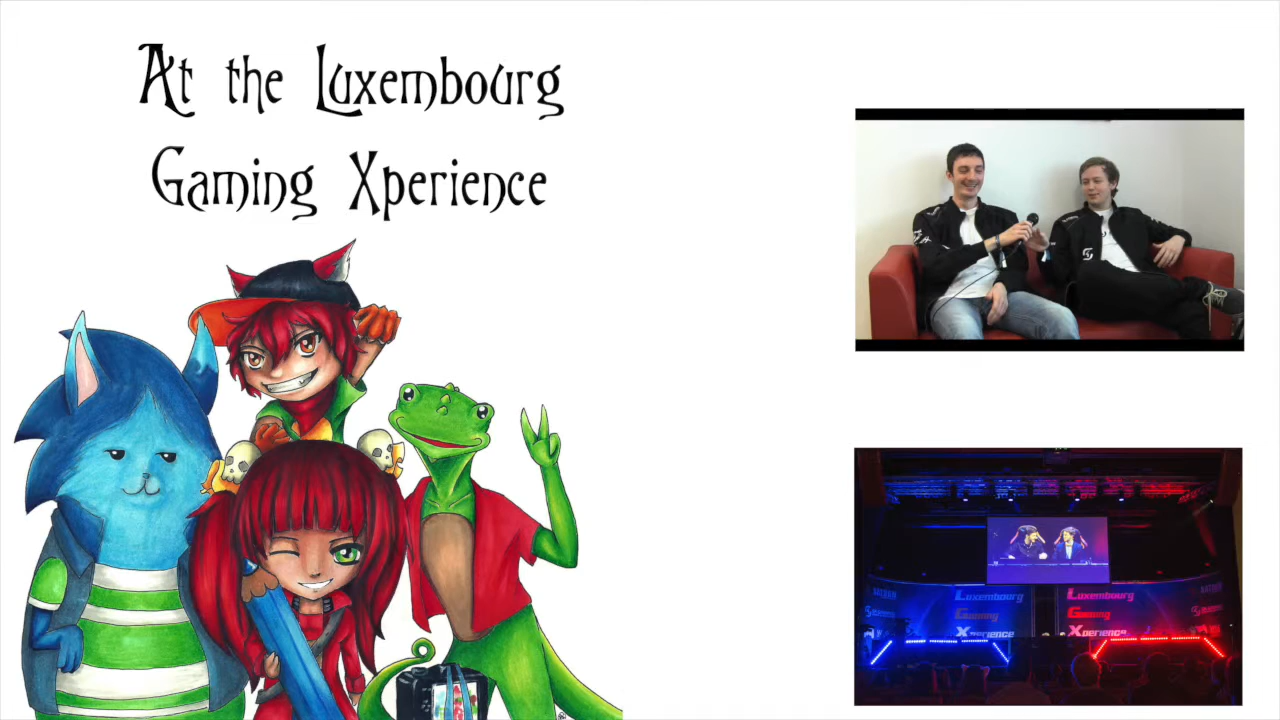 At the Luxembourg
Gaming Xperience
Luxembourg
Gaming
Xperience
Luxembourg
Gaming
Xperience